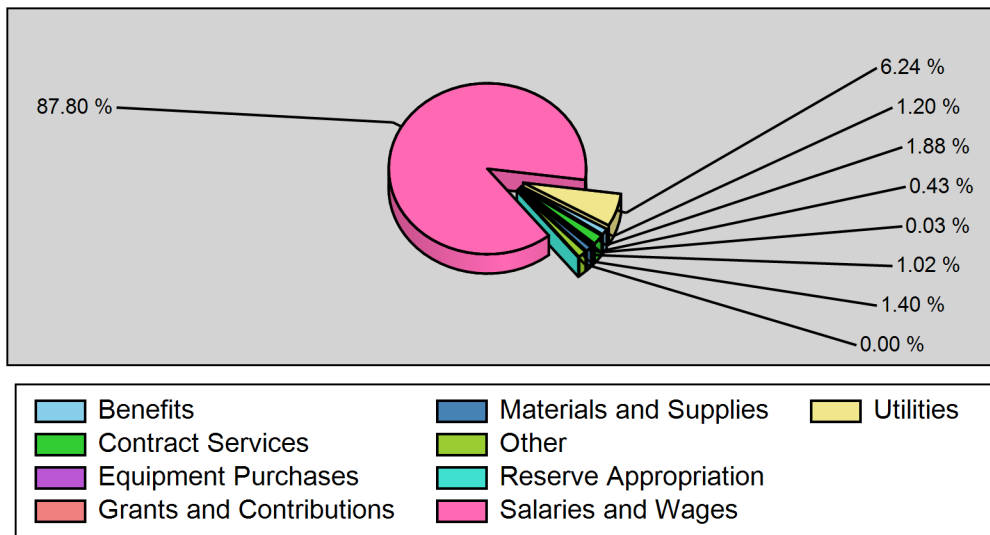 6.24 %
87.80 %
1.20 %
1.88 %
0.43 %
0.03 %
1.02 %
1.40 %
0.00 %
Benefits
Materials and Supplies
Utilities
Contract Services
Other
Equipment Purchases
Reserve Appropriation
Grants and Contributions
Salaries and Wages